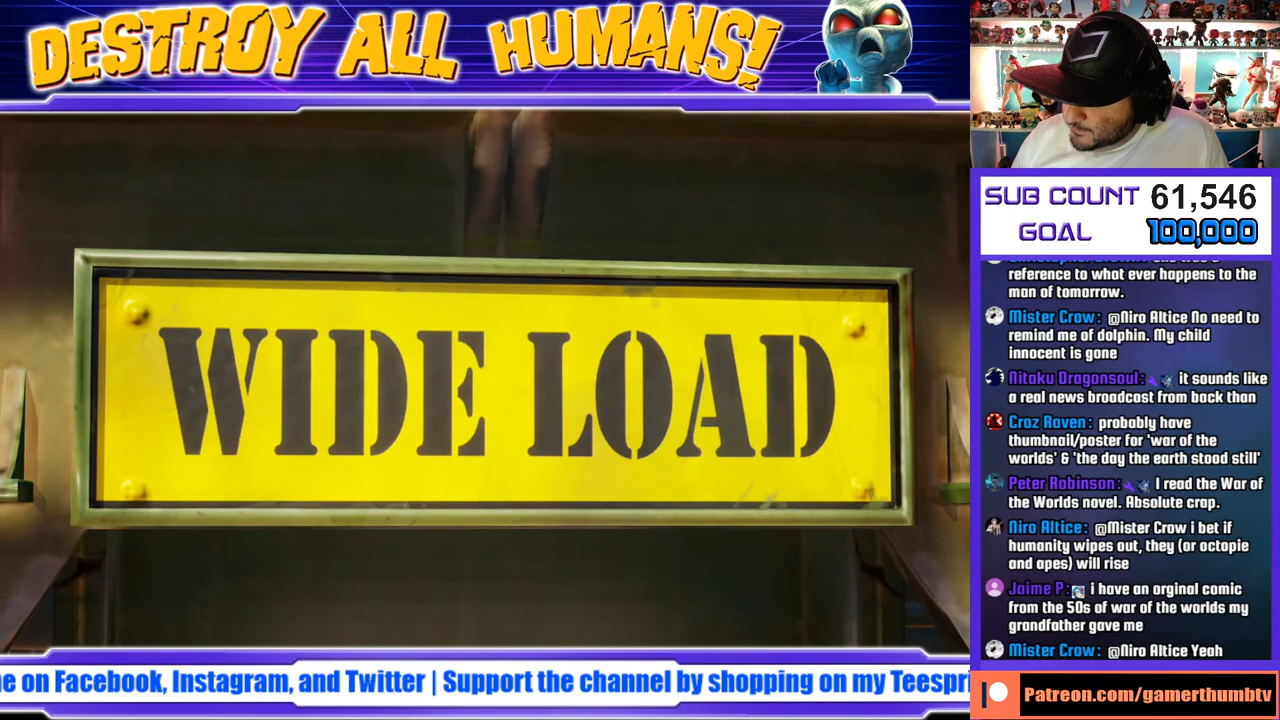 DESTROY ALL HUMANS!
WIDE LOAD
SUB COUNT 61,546
GOAL 100,000
reference to what ever happens to the
man of tomorrow.
Mister Crow: @Niro Altice No need to
remind me of dolphin. My child
innocent is gone
Nitaku Dragonsoul: it sounds like
a real news broadcast from back than
Craz Raven: probably have
thumbnail/poster for 'war of the
worlds' & 'the day the earth stood still'
Peter Robinson: I read the War of
the Worlds novel. Absolute crap.
Niro Altice: @Mister Crow i bet if
humanity wipes out, they (or octopie
and apes) will rise
Jaime P: i have an orginal comic
from the 50s of war of the worlds my
grandfather gave me
Mister Crow: @Niro Altice Yeah
e on Facebook, Instagram, and Twitter | Support the channel by shopping on my Teespri
Patreon.com/gamerthumbtv